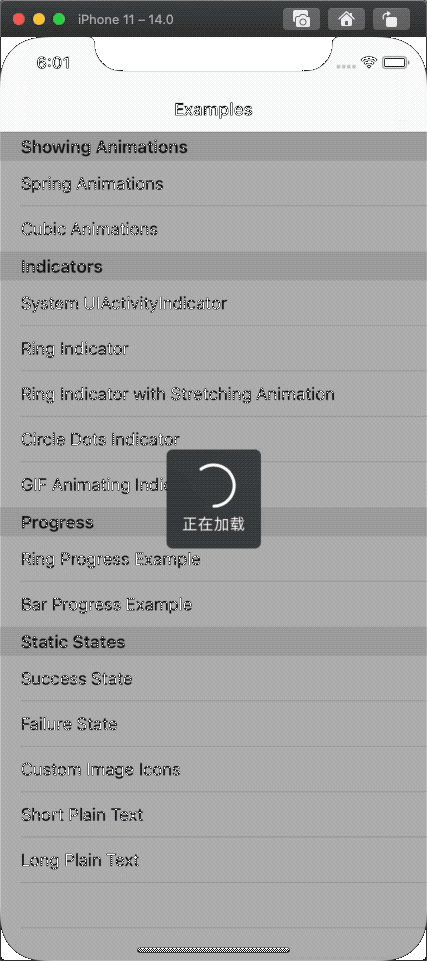 iPhone 11 – 14.0
6:01
Examples
Showing Animations
Spring Animations
Cubic Animations
Indicators
System UIActivityIndicator
Ring Indicator
Ring Indicator with Stretching Animation
Circle Dots Indicator
GIF Animating
正在加载
Progress
Ring Progress Example
Bar Progress Example
Static States
Success State
Failure State
Custom Image Icons
Short Plain Text
Long Plain Text